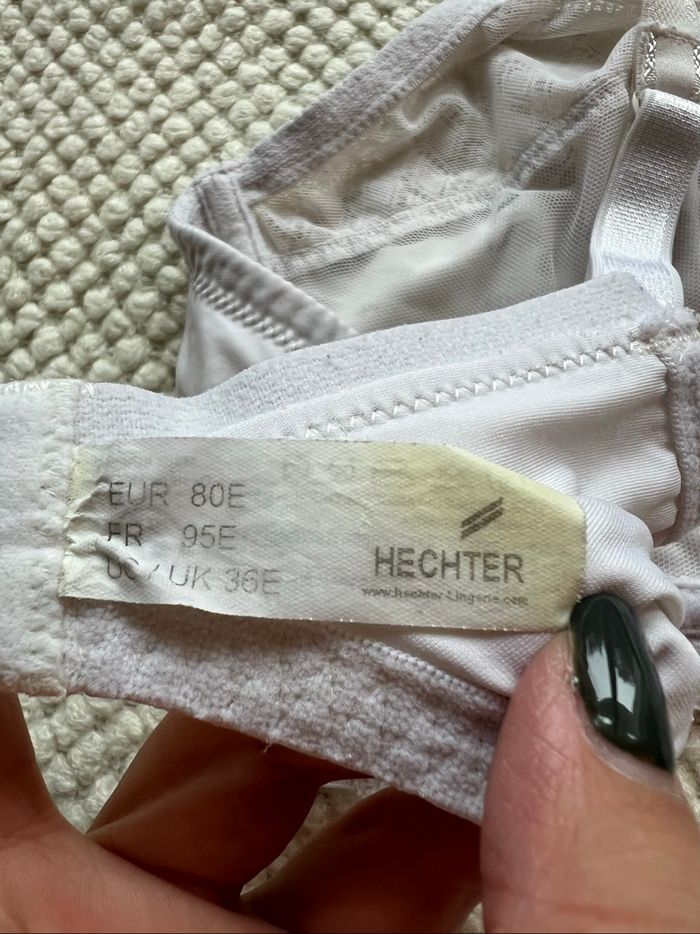 EUR 80E
FR 95E
US / UK 36E
HECHTER
www.hechter-lingerie.com